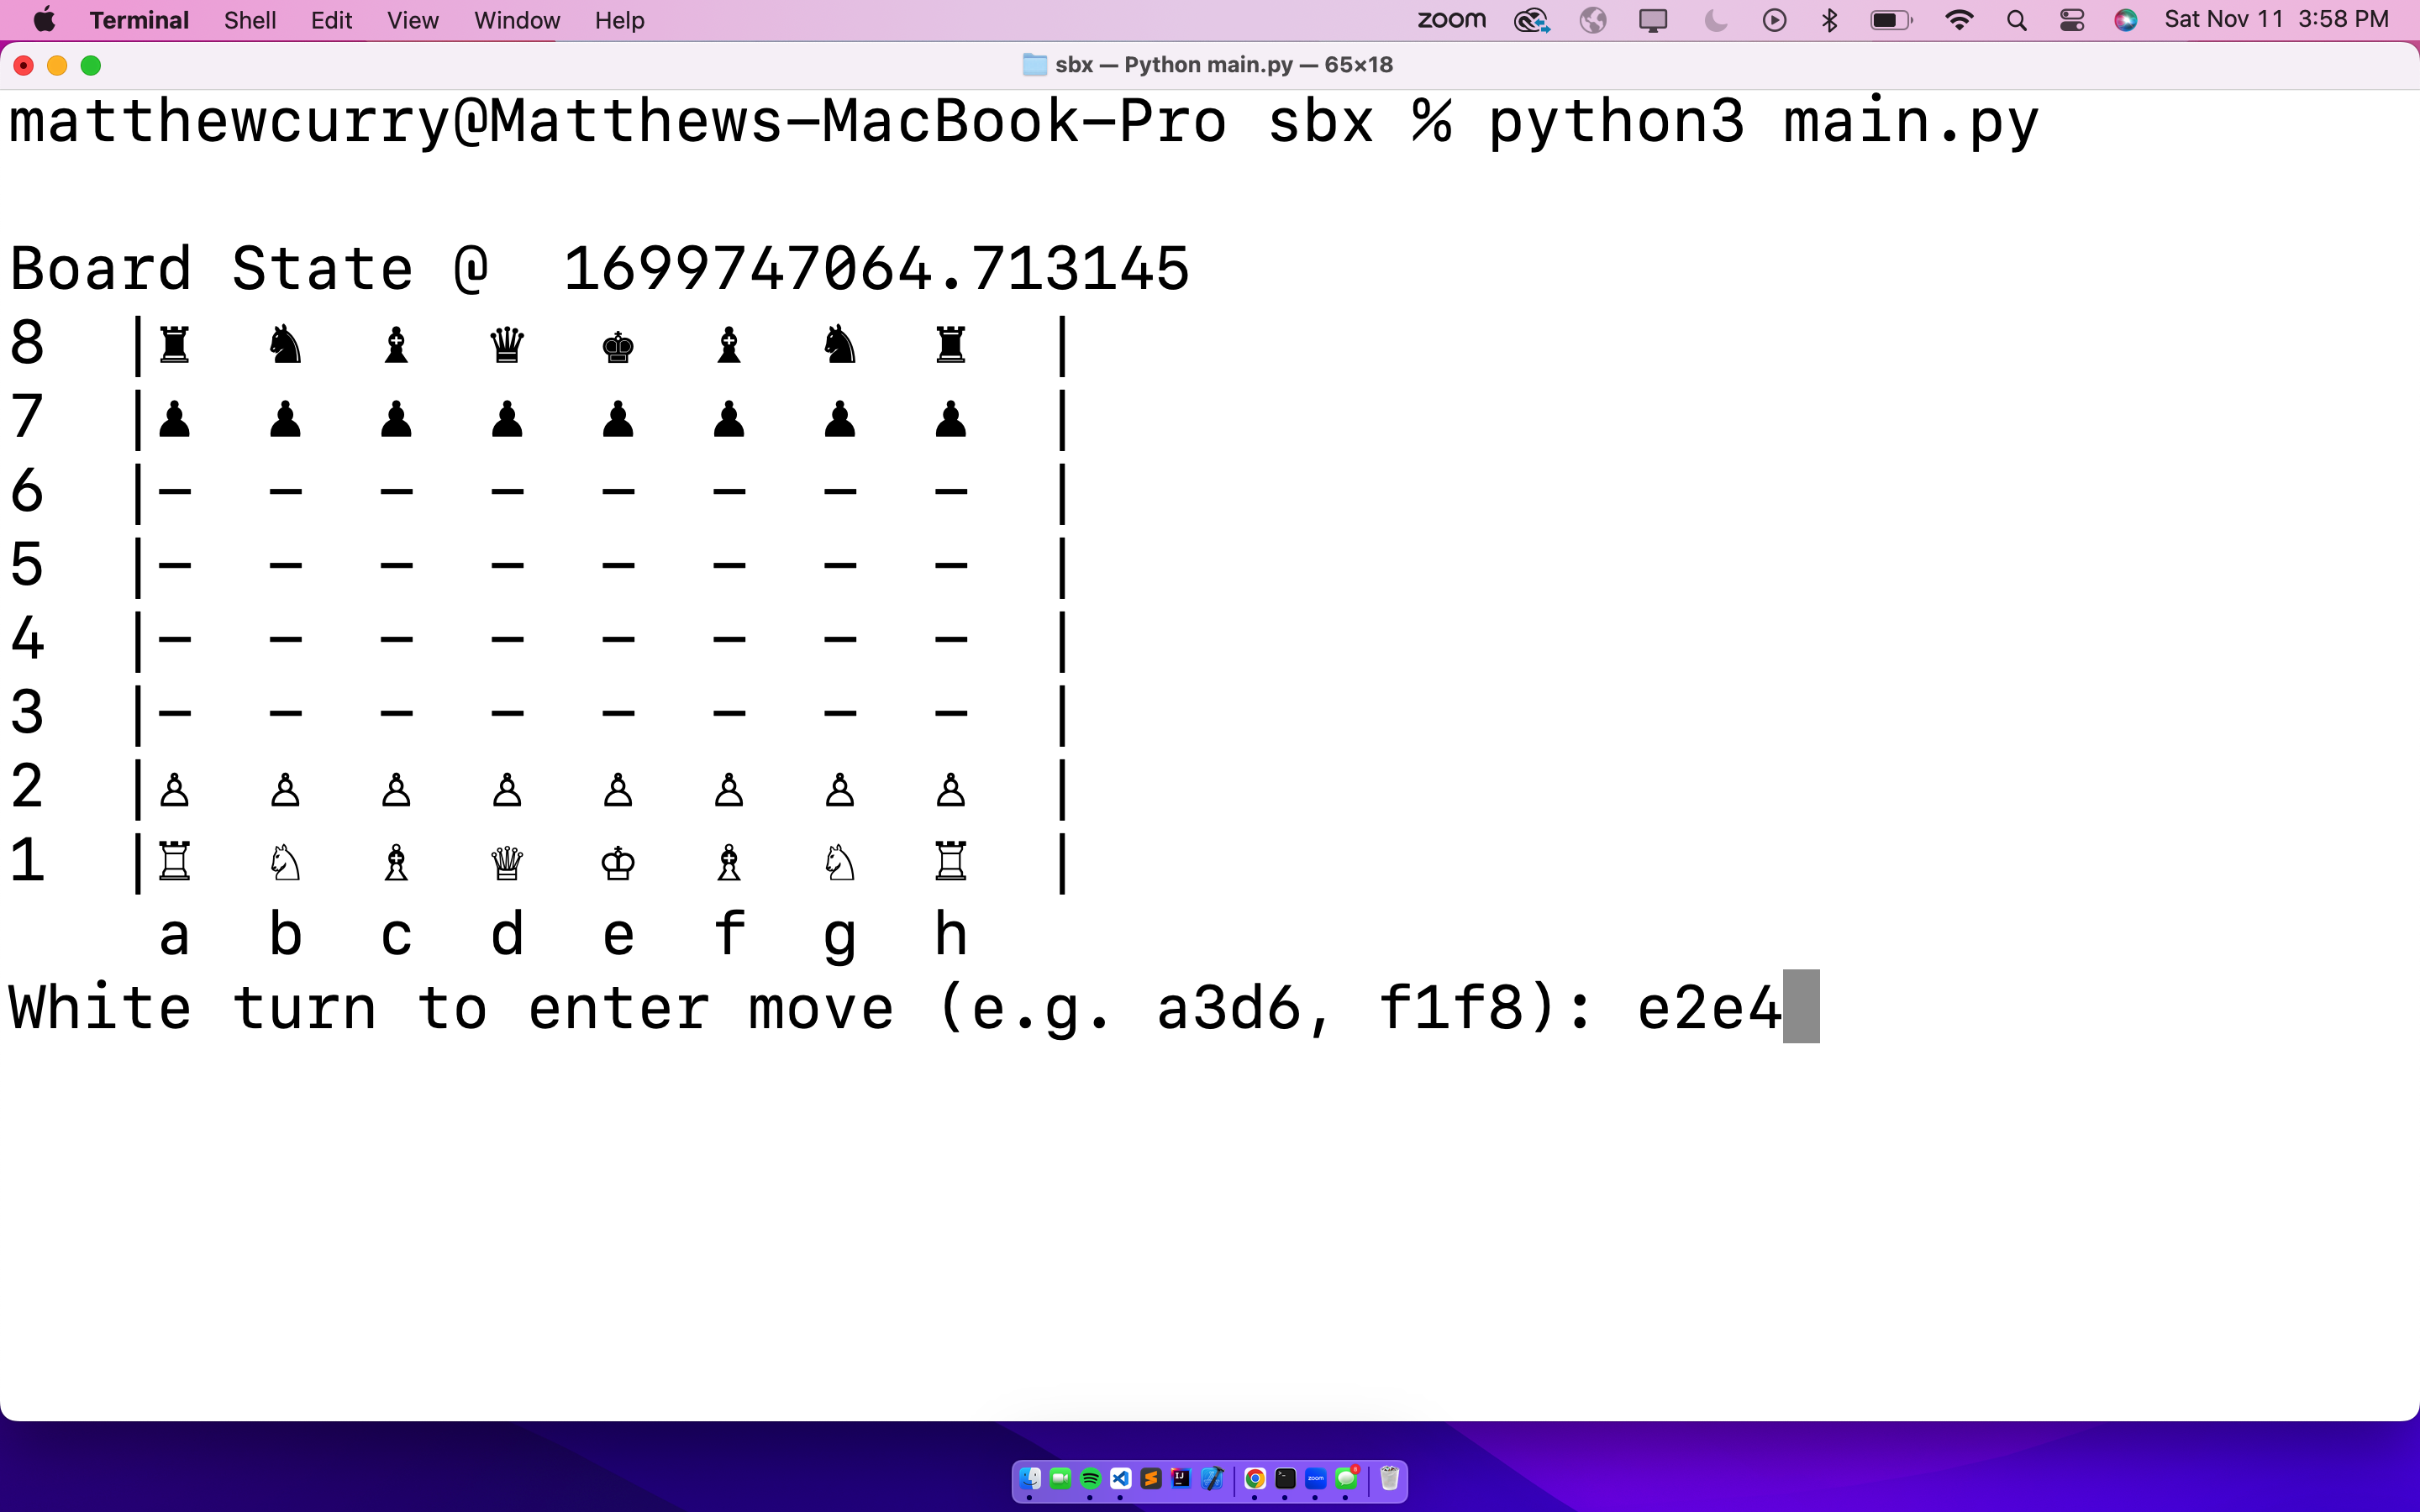 Terminal Shell Edit View Window Help zoom Sat Nov 11 3:58 PM
sbx — Python main.py — 65×18
matthewcurry@Matthews-MacBook-Pro sbx % python3 main.py
Board State @  1699747064.713145
8  |♜  ♞  ♝  ♛  ♚  ♝  ♞  ♜  |
7  |♟  ♟  ♟  ♟  ♟  ♟  ♟  ♟  |
6  |-  -  -  -  -  -  -  -  |
5  |-  -  -  -  -  -  -  -  |
4  |-  -  -  -  -  -  -  -  |
3  |-  -  -  -  -  -  -  -  |
2  |♙  ♙  ♙  ♙  ♙  ♙  ♙  ♙  |
1  |♖  ♘  ♗  ♕  ♔  ♗  ♘  ♖  |
a  b  c  d  e  f  g  h
White turn to enter move (e.g. a3d6, f1f8): e2e4
IJ zoom